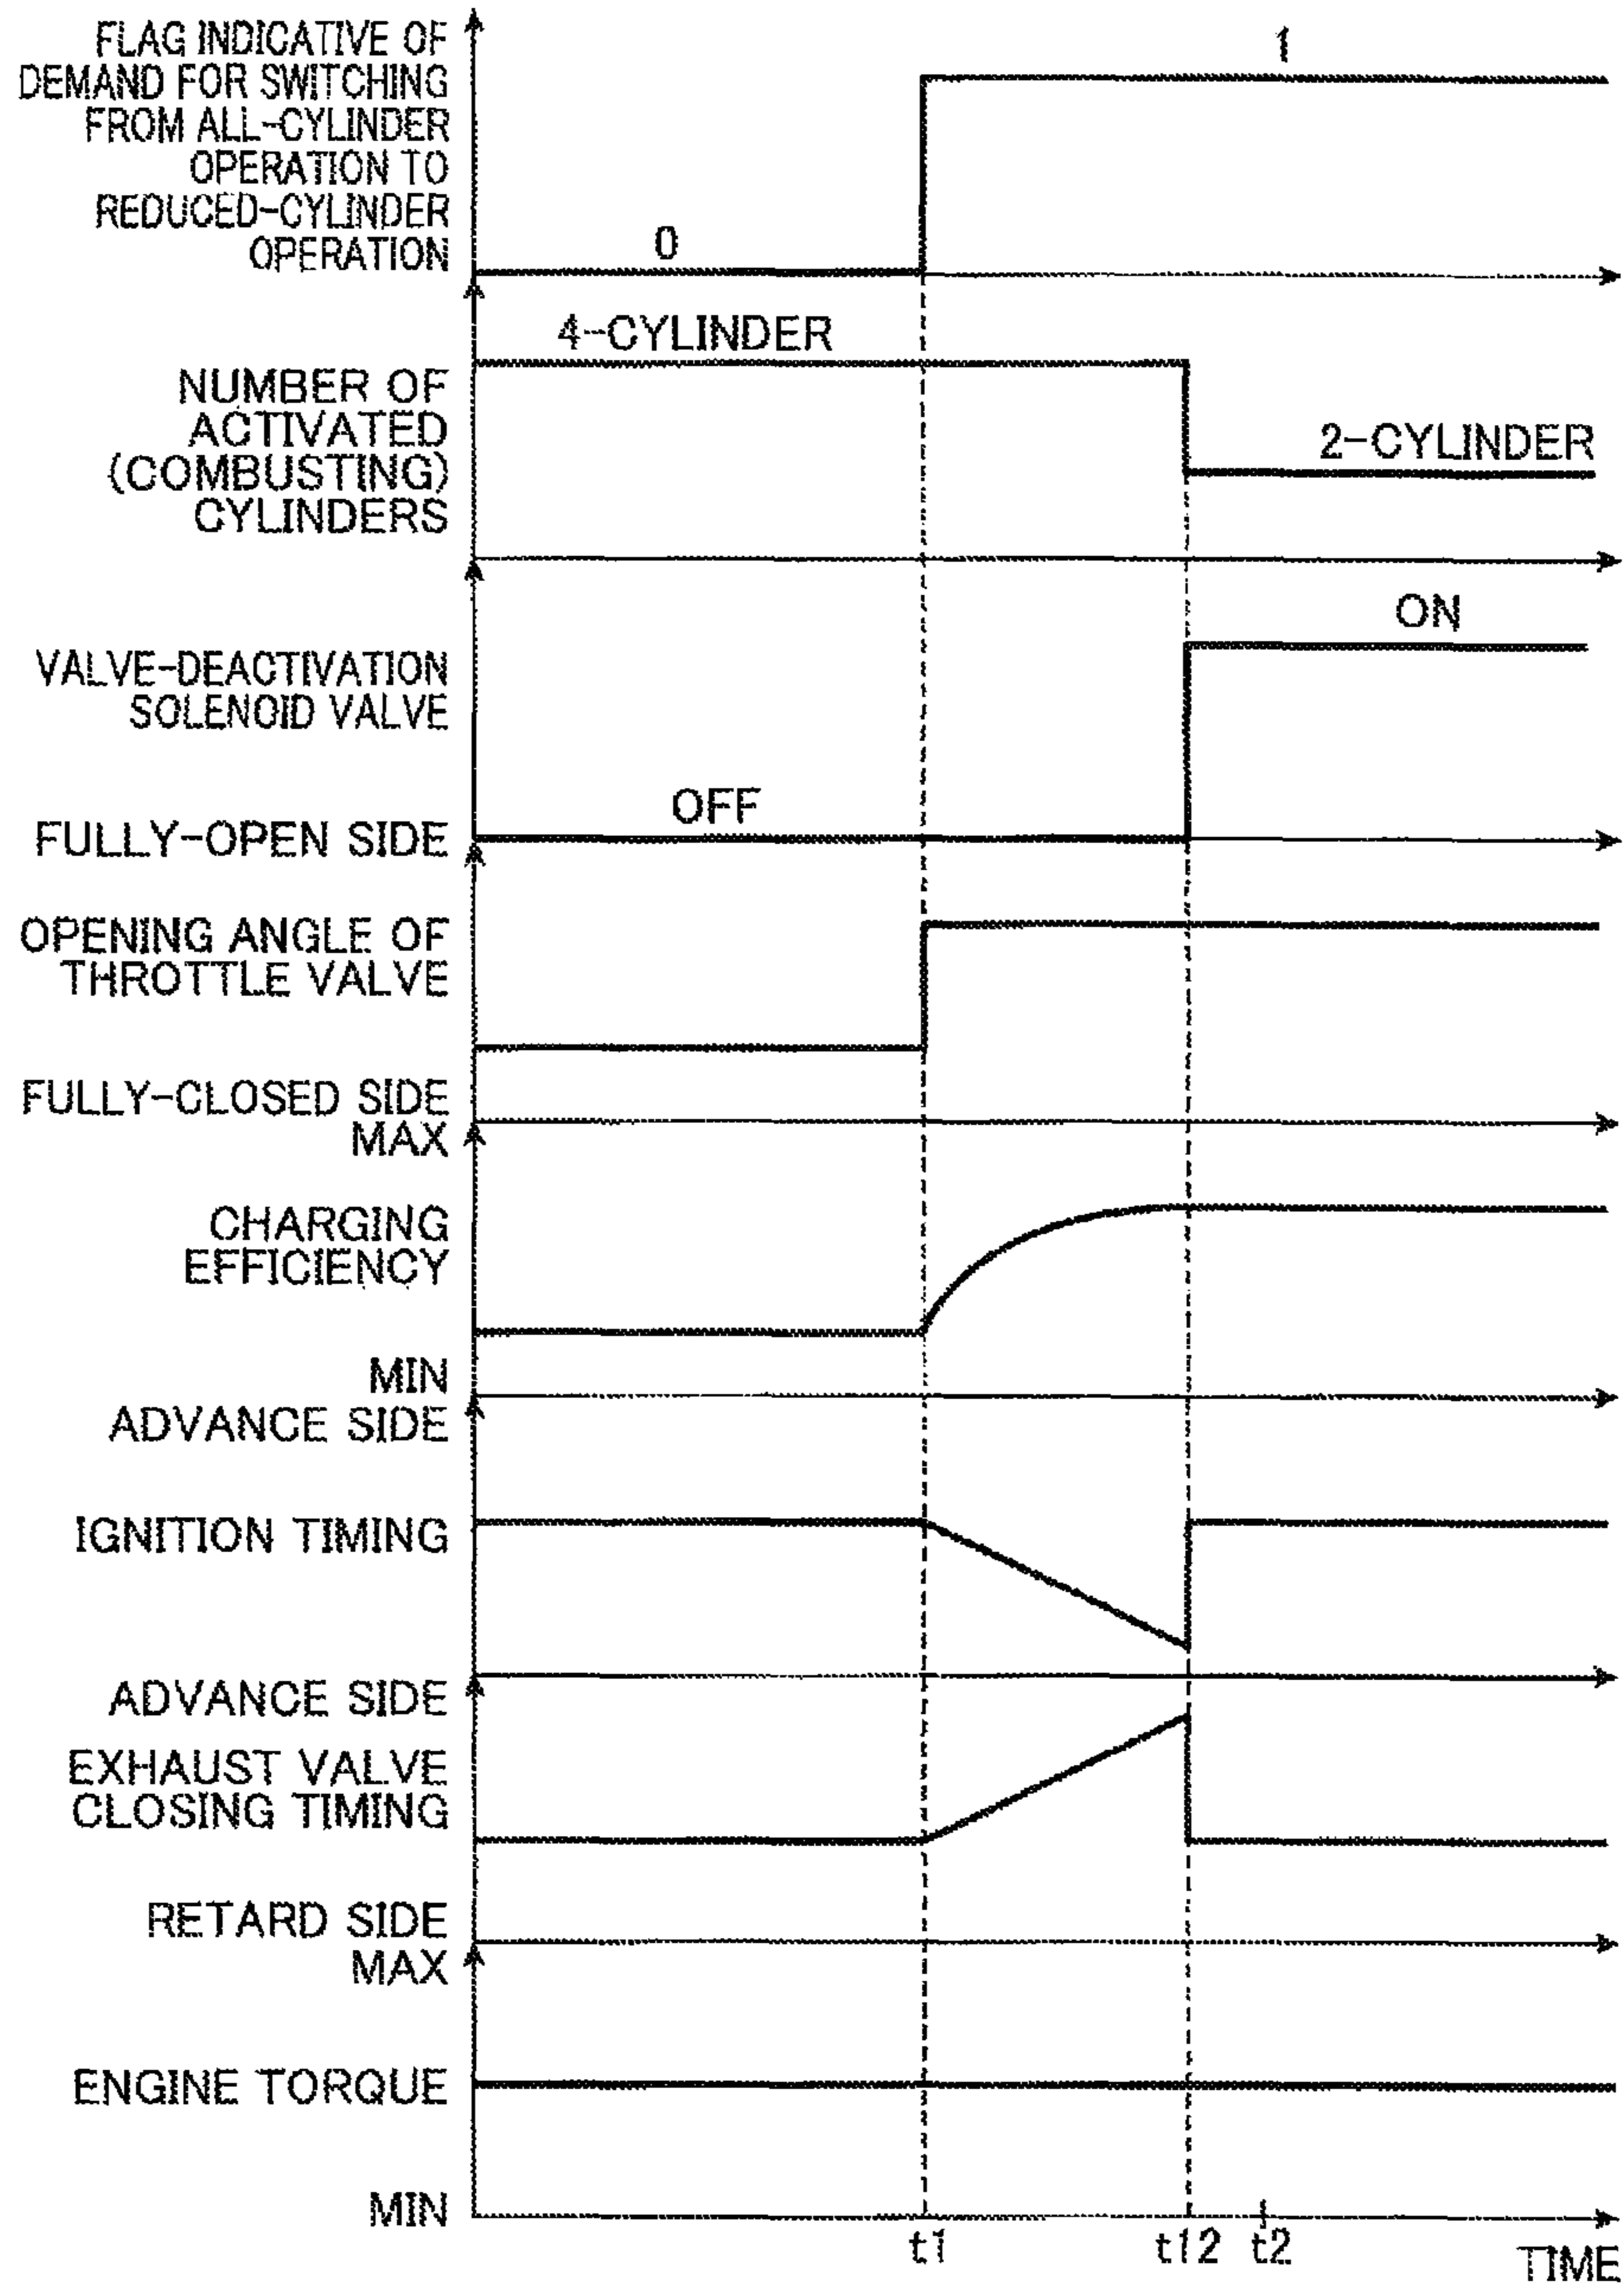 FLAG INDICATIVE OF
DEMAND FOR SWITCHING
FROM ALL-CYLINDER
OPERATION TO
REDUCED-CYLINDER
OPERATION
0
1
4-CYLINDER
NUMBER OF
ACTIVATED
(COMBUSTING)
CYLINDERS
2-CYLINDER
VALVE-DEACTIVATION
SOLENOID VALVE
OFF
ON
FULLY-OPEN SIDE
OPENING ANGLE OF
THROTTLE VALVE
FULLY-CLOSED SIDE
MAX
CHARGING
EFFICIENCY
MIN
ADVANCE SIDE
IGNITION TIMING
ADVANCE SIDE
EXHAUST VALVE
CLOSING TIMING
RETARD SIDE
MAX
ENGINE TORQUE
MIN
t1
t12
t2
TIME